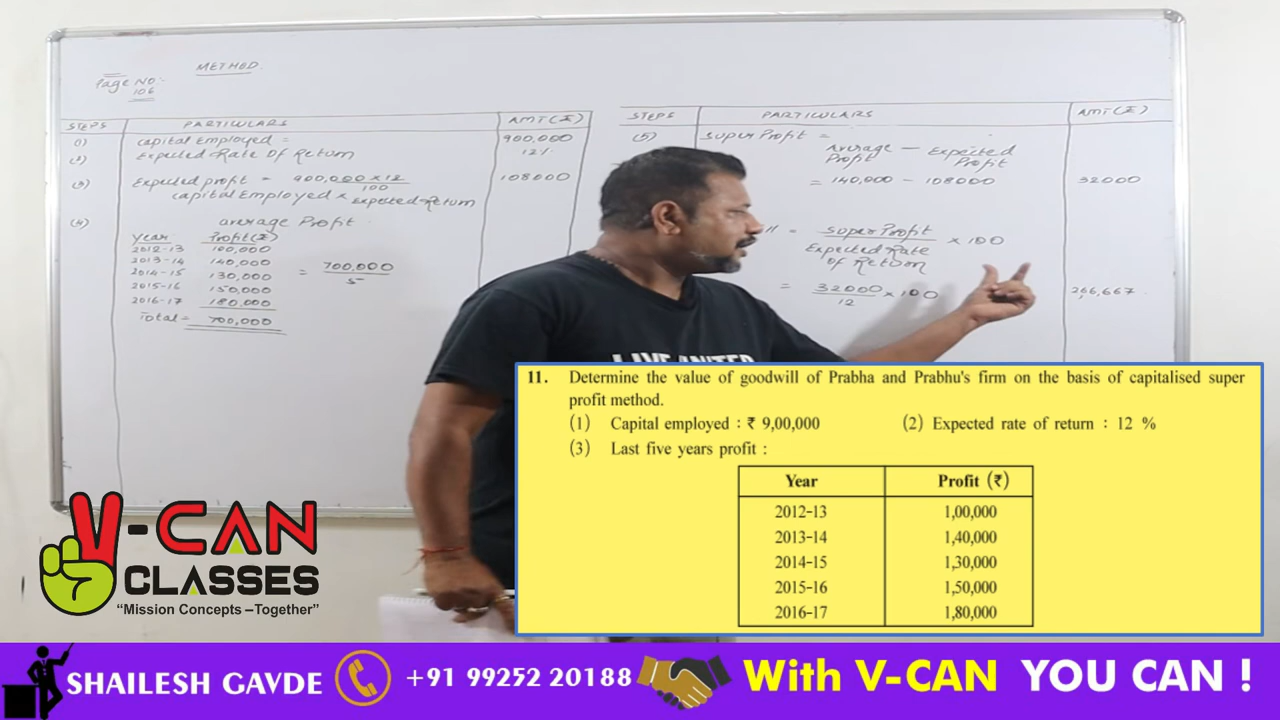 METHOD.
Page No:-
106
STEPS PARTICULARS AMT(₹)
(1) capital Employed = 900,000
(2) Expected Rate Of Return 12%
(3) Expected profit = 900,000 x 12 108000
100
capital Employed x Expected Return
(4) average Profit
year Profit(₹)
2012-13 100,000
2013-14 140,000 = 700,000
2014-15 130,000 5
2015-16 150,000
2016-17 180,000
Total = 700,000
STEPS PARTICULARS AMT(₹)
(5) Super Profit =
Average Profit — Expected Profit
= 140,000 - 108000 32000
= Super Profit x 100
Expected Rate
Of Return
= 32000 x 100 266,667
12
11. Determine the value of goodwill of Prabha and Prabhu's firm on the basis of capitalised super
profit method.
(1) Capital employed : ₹ 9,00,000 (2) Expected rate of return : 12 %
(3) Last five years profit :
Year Profit (₹)
2012-13 1,00,000
2013-14 1,40,000
2014-15 1,30,000
2015-16 1,50,000
2016-17 1,80,000
V-CAN
CLASSES
“Mission Concepts –Together”
SHAILESH GAVDE +91 99252 20188 With V-CAN YOU CAN !